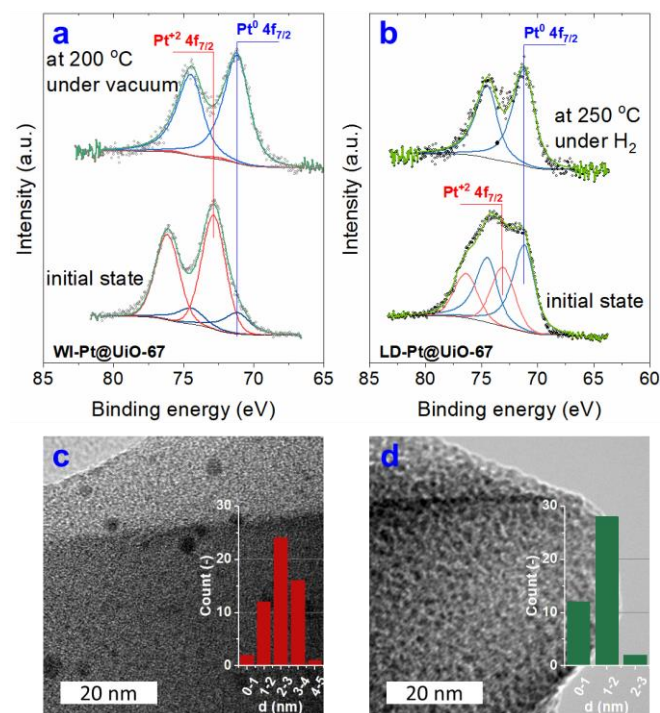 a
Pt⁺² 4f₇/₂
Pt⁰ 4f₇/₂
at 200 °C
under vacuum
initial state
WI-Pt@UiO-67
Intensity (a.u.)
85 80 75 70 65
Binding energy (eV)
b
Pt⁰ 4f₇/₂
at 250 °C
under H₂
Pt⁺² 4f₇/₂
initial state
LD-Pt@UiO-67
Intensity (a.u.)
85 80 75 70 65
Binding energy (eV)
c
30
20
10
0
Count (-)
0-1 1-2 2-3 3-4 4-5
d (nm)
20 nm
d
30
20
10
0
Count (-)
0-1 1-2 2-3
d (nm)
20 nm